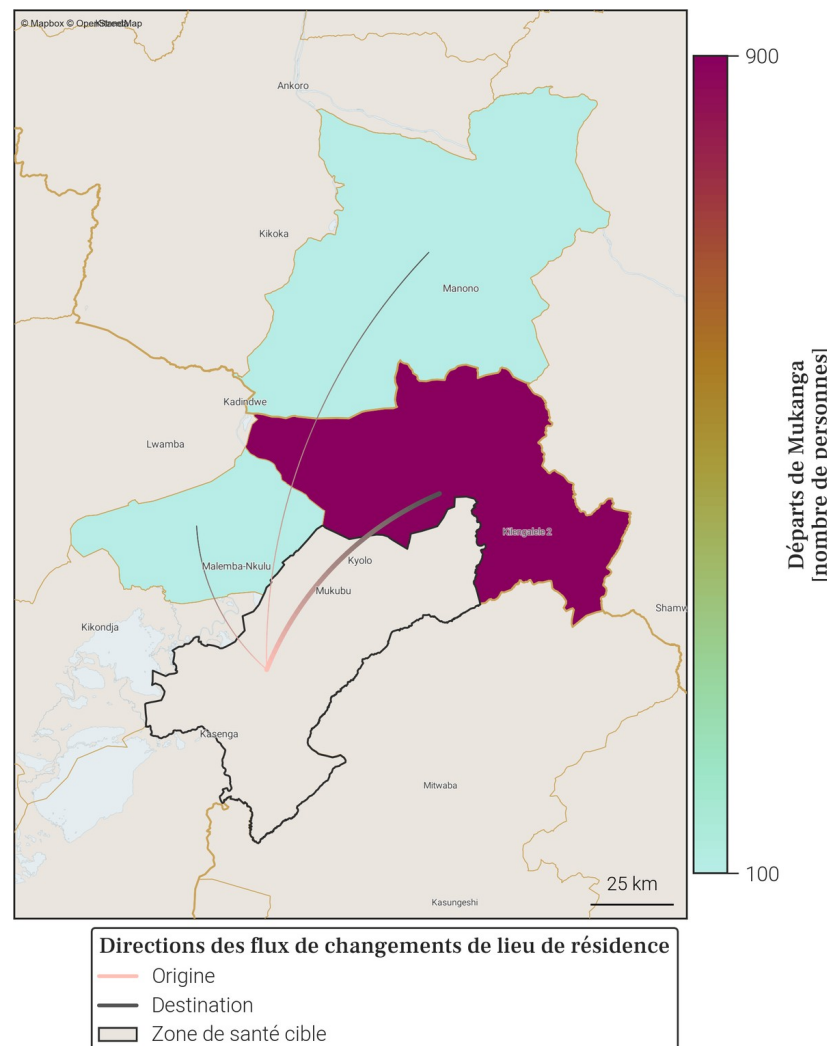 © Mapbox © OpenStreetMap
Ankoro
Kikoka
Manono
Kadindwe
Lwamba
Kilengalele 2
Kyolo
Malemba-Nkulu
Mukubu
Kikondja
Shamw
Kasenga
Mitwaba
Kasungeshi
25 km
900
100
Départs de Mukanga
[nombre de personnes]
Directions des flux de changements de lieu de résidence
Origine
Destination
Zone de santé cible